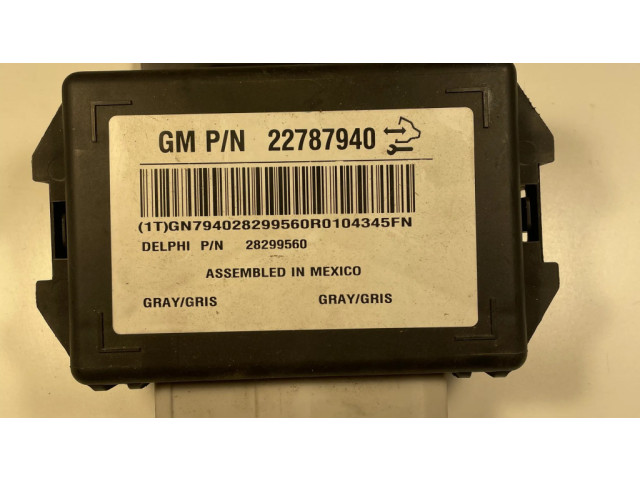 GM P/N 22787940
(1T)GN794028299560R0104345FN
DELPHI P/N 28299560
ASSEMBLED IN MEXICO
GRAY/GRIS GRAY/GRIS